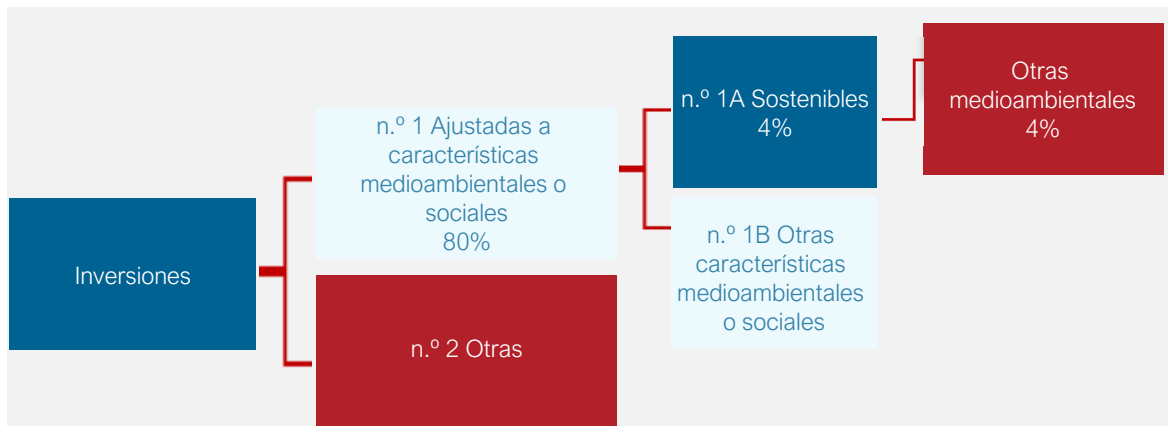 Inversiones
n.º 1 Ajustadas a
características
medioambientales o
sociales
80%
n.º 2 Otras
n.º 1A Sostenibles
4%
n.º 1B Otras
características
medioambientales
o sociales
Otras
medioambientales
4%